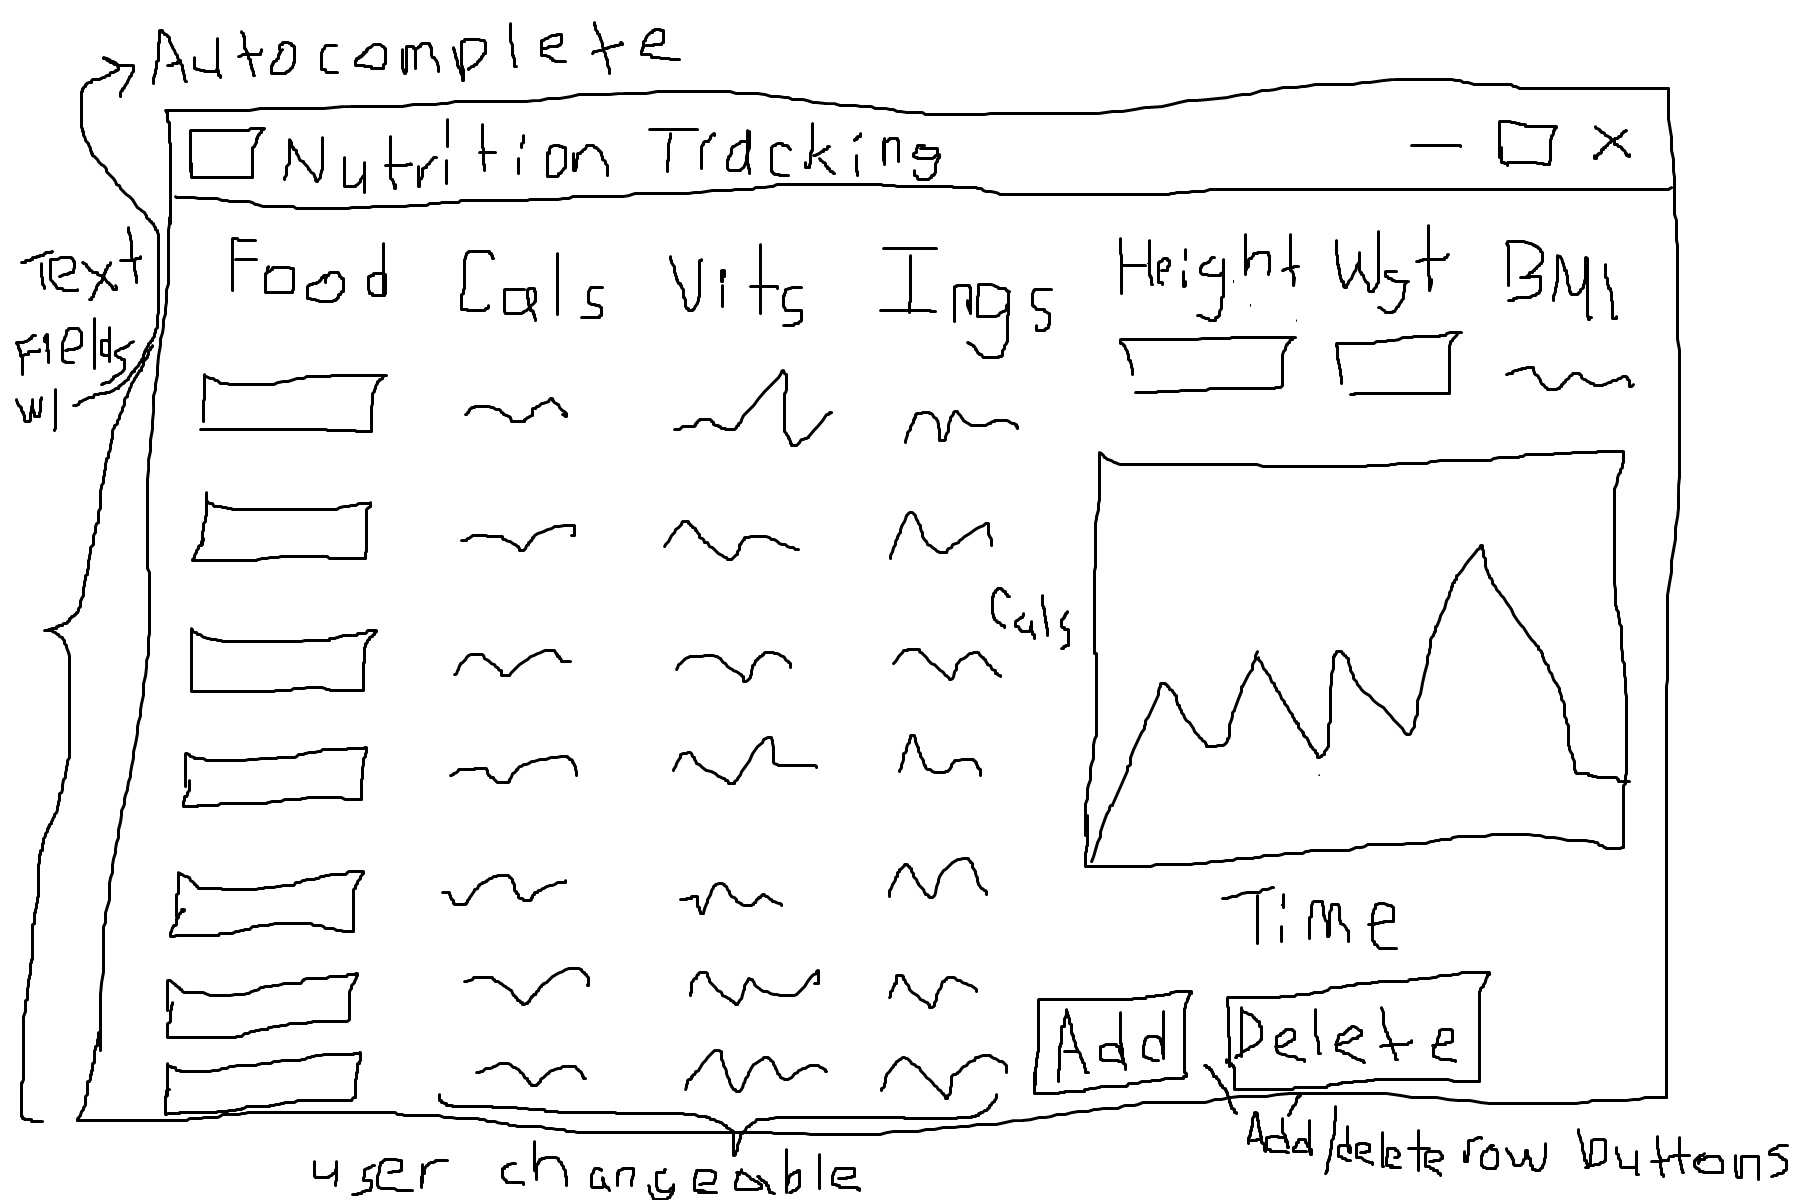 Autocomplete
Nutrition Tracking
Text
Fields
w/
Food Cals Vits Ings Height Wgt BMI
Cals
Time
Add Delete
Add/delete row buttons
user changeable